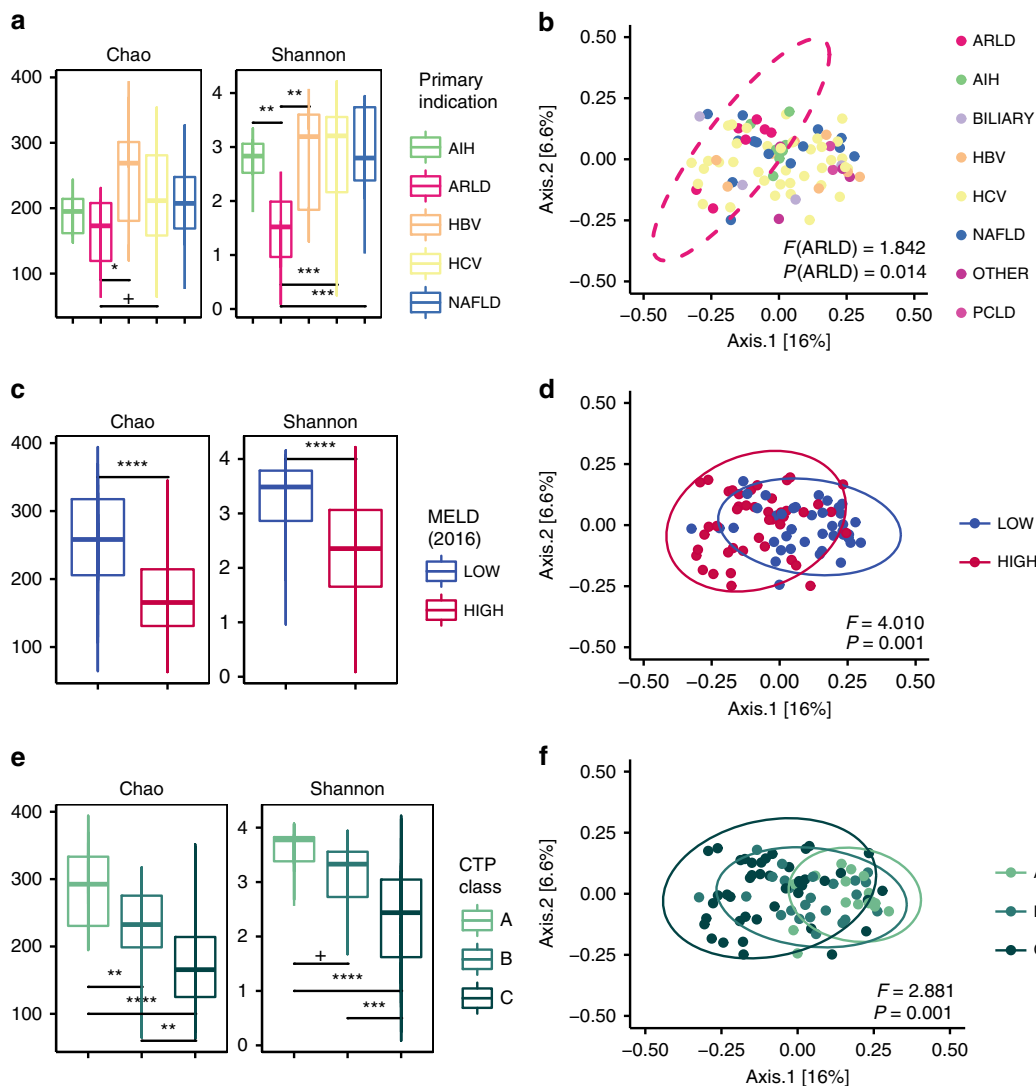 a
Chao
Shannon
400
300
200
100
4
3
2
1
0
*
+
**
**
***
***
Primary
indication
AIH
ARLD
HBV
HCV
NAFLD
b
0.50
0.25
0.00
−0.25
−0.50
Axis.2 [6.6%]
F(ARLD) = 1.842
P(ARLD) = 0.014
−0.50
−0.25
0.00
0.25
0.50
Axis.1 [16%]
ARLD
AIH
BILIARY
HBV
HCV
NAFLD
OTHER
PCLD
c
Chao
Shannon
400
300
200
100
4
3
2
1
0
****
****
MELD
(2016)
LOW
HIGH
d
0.50
0.25
0.00
−0.25
−0.50
Axis.2 [6.6%]
F = 4.010
P = 0.001
−0.50
−0.25
0.00
0.25
0.50
Axis.1 [16%]
LOW
HIGH
e
Chao
Shannon
400
300
200
100
4
3
2
1
0
**
****
**
+
****
***
CTP
class
A
B
C
f
0.50
0.25
0.00
−0.25
−0.50
Axis.2 [6.6%]
F = 2.881
P = 0.001
−0.50
−0.25
0.00
0.25
0.50
Axis.1 [16%]